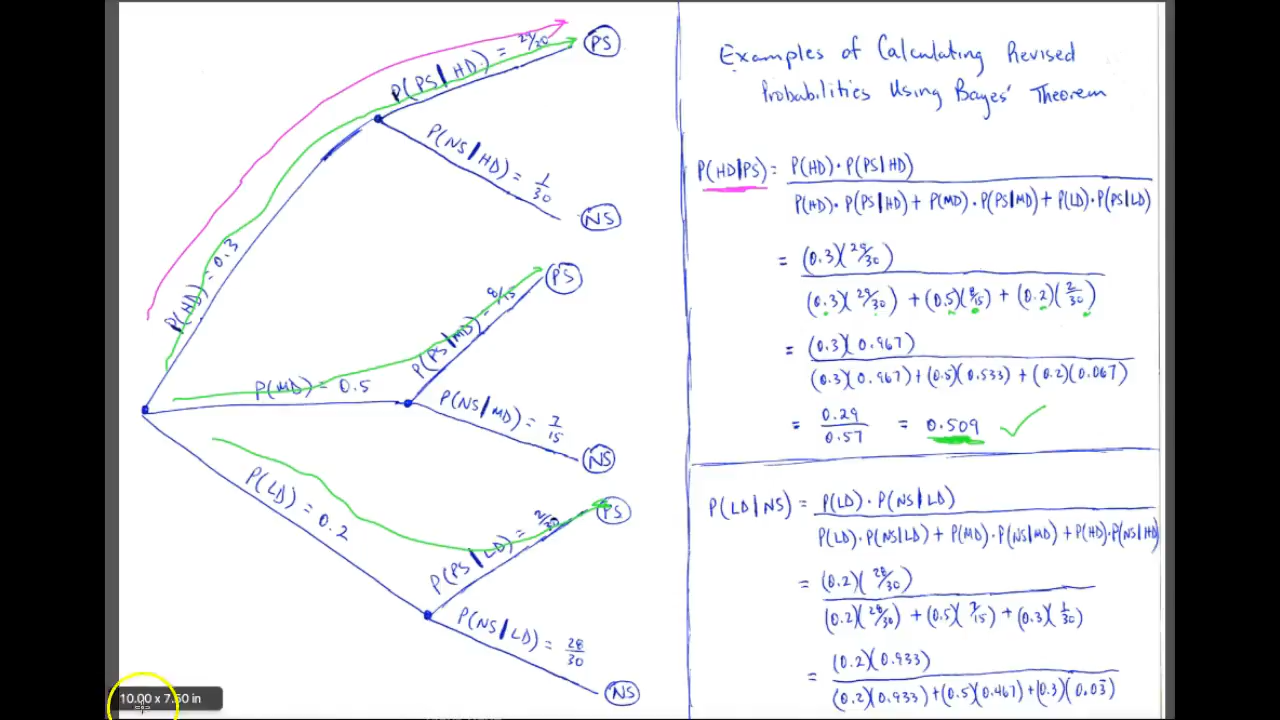 P(PS|HD) = 29/30
PS
P(NS|HD) = 1/30
NS
P(HD) = 0.3
P(PS|MD) = 8/15
PS
P(MD) = 0.5
P(NS|MD) = 7/15
NS
P(LD) = 0.2
P(PS|LD) = 2/30
PS
P(NS|LD) = 28/30
NS
10.00 x 7.50 in
Examples of Calculating Revised
Probabilities Using Bayes' Theorem
P(HD|PS) = P(HD)·P(PS|HD)
P(HD)·P(PS|HD) + P(MD)·P(PS|MD) + P(LD)·P(PS|LD)
= (0.3)(29/30)
(0.3)(29/30) + (0.5)(8/15) + (0.2)(2/30)
= (0.3)(0.967)
(0.3)(0.967) + (0.5)(0.533) + (0.2)(0.067)
= 0.29 = 0.509 ✓
0.57
P(LD|NS) = P(LD)·P(NS|LD)
P(LD)·P(NS|LD) + P(MD)·P(NS|MD) + P(HD)·P(NS|HD)
= (0.2)(28/30)
(0.2)(28/30) + (0.5)(7/15) + (0.3)(1/30)
= (0.2)(0.933)
(0.2)(0.933) + (0.5)(0.467) + (0.3)(0.03̄)